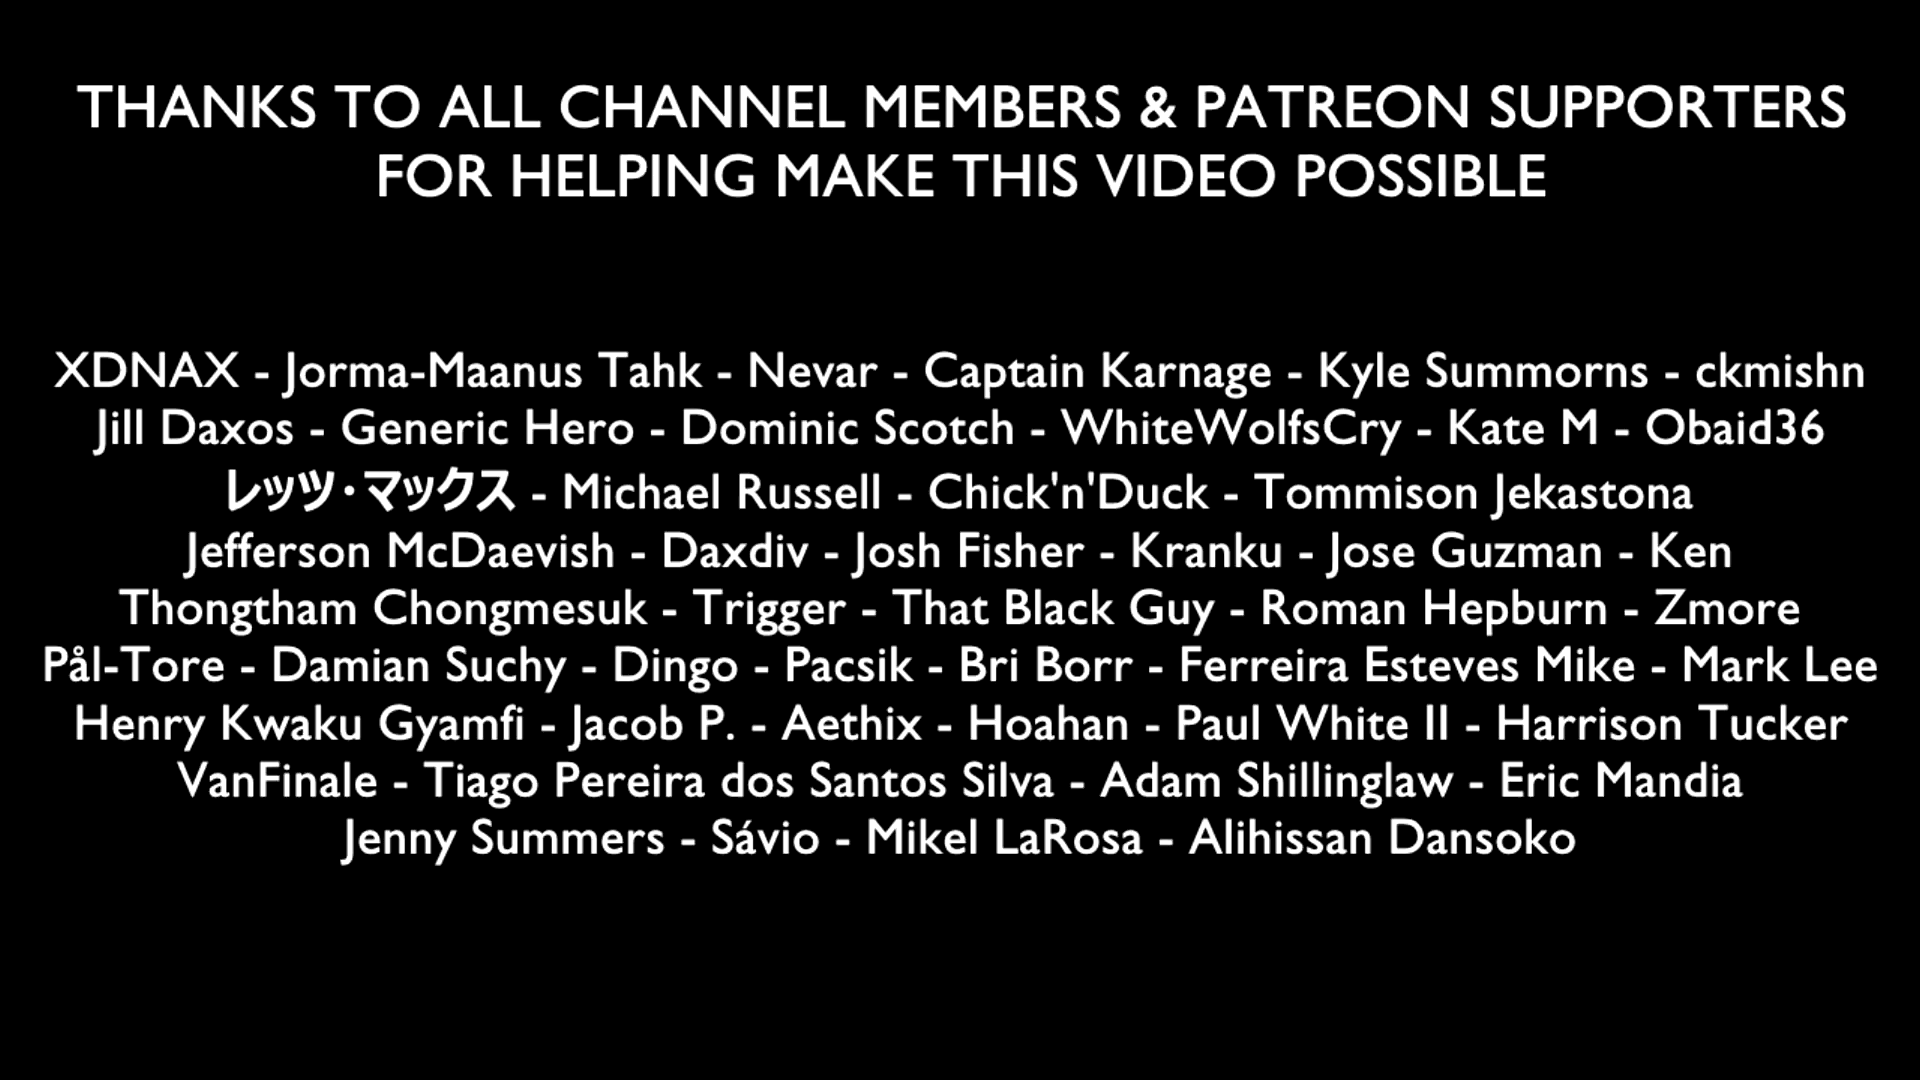 THANKS TO ALL CHANNEL MEMBERS & PATREON SUPPORTERS
FOR HELPING MAKE THIS VIDEO POSSIBLE
XDNAX - Jorma-Maanus Tahk - Nevar - Captain Karnage - Kyle Summorns - ckmishn
Jill Daxos - Generic Hero - Dominic Scotch - WhiteWolfsCry - Kate M - Obaid36
レッツ・マックス - Michael Russell - Chick'n'Duck - Tommison Jekastona
Jefferson McDaevish - Daxdiv - Josh Fisher - Kranku - Jose Guzman - Ken
Thongtham Chongmesuk - Trigger - That Black Guy - Roman Hepburn - Zmore
Pål-Tore - Damian Suchy - Dingo - Pacsik - Bri Borr - Ferreira Esteves Mike - Mark Lee
Henry Kwaku Gyamfi - Jacob P. - Aethix - Hoahan - Paul White II - Harrison Tucker
VanFinale - Tiago Pereira dos Santos Silva - Adam Shillinglaw - Eric Mandia
Jenny Summers - Sávio - Mikel LaRosa - Alihissan Dansoko